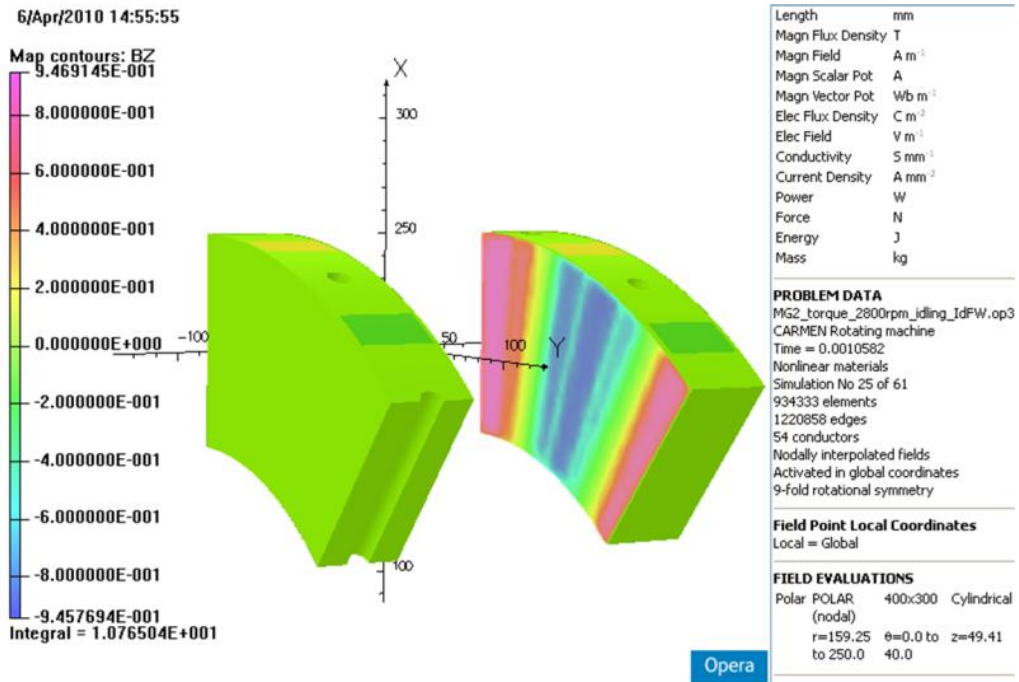 6/Apr/2010 14:55:55
Map contours: BZ
9.469145E-001
8.000000E-001
6.000000E-001
4.000000E-001
2.000000E-001
0.000000E+000
-2.000000E-001
-4.000000E-001
-6.000000E-001
-8.000000E-001
-9.457694E-001
Integral = 1.076504E+001
X
300
250
-100
50
100
Y
100
Opera
Length mm
Magn Flux Density T
Magn Field A m⁻¹
Magn Scalar Pot A
Magn Vector Pot Wb m⁻¹
Elec Flux Density C m⁻²
Elec Field V m⁻¹
Conductivity S mm⁻¹
Current Density A mm⁻²
Power W
Force N
Energy J
Mass kg
PROBLEM DATA
MG2_torque_2800rpm_idling_IdFW.op3
CARMEN Rotating machine
Time = 0.0010582
Nonlinear materials
Simulation No 25 of 61
934333 elements
1220858 edges
54 conductors
Nodally interpolated fields
Activated in global coordinates
9-fold rotational symmetry
Field Point Local Coordinates
Local = Global
FIELD EVALUATIONS
Polar POLAR 400x300 Cylindrical
(nodal)
r=159.25 θ=0.0 to z=49.41
to 250.0 40.0